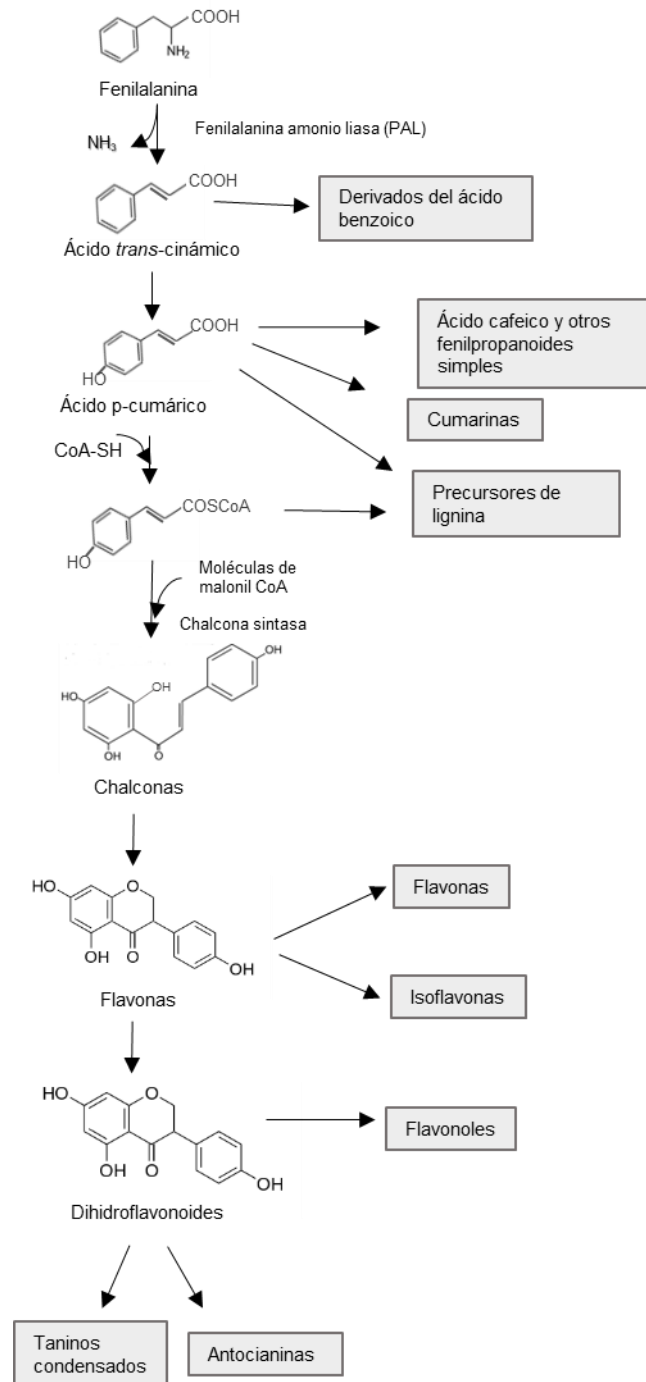 COOH
NH2
Fenilalanina
NH3
Fenilalanina amonio liasa (PAL)
COOH
Ácido trans-cinámico
Derivados del ácido
benzoico
COOH
HO
Ácido p-cumárico
Ácido cafeico y otros
fenilpropanoides
simples
Cumarinas
CoA-SH
COSCoA
HO
Precursores de
lignina
Moléculas de
malonil CoA
Chalcona sintasa
OH
OH
HO
OH
O
Chalconas
HO
O
OH
O
OH
Flavonas
Flavonas
Isoflavonas
HO
O
OH
O
OH
Dihidroflavonoides
Flavonoles
Taninos
condensados
Antocianinas